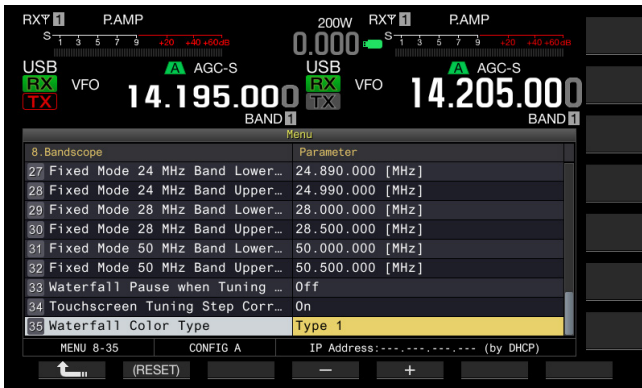 RX 1 P.AMP 200W RX 1 P.AMP
S 1 3 5 7 9 +20 +40 +60dB 0.000 S 1 3 5 7 9 +20 +40 +60dB
USB A AGC-S USB A AGC-S
RX VFO 14.195.000 RX VFO 14.205.000
TX TX
BAND 1 BAND 1
Menu
8.Bandscope Parameter
27 Fixed Mode 24 MHz Band Lower… 24.890.000 [MHz]
28 Fixed Mode 24 MHz Band Upper… 24.990.000 [MHz]
29 Fixed Mode 28 MHz Band Lower… 28.000.000 [MHz]
30 Fixed Mode 28 MHz Band Upper… 28.500.000 [MHz]
31 Fixed Mode 50 MHz Band Lower… 50.000.000 [MHz]
32 Fixed Mode 50 MHz Band Upper… 50.500.000 [MHz]
33 Waterfall Pause when Tuning … Off
34 Touchscreen Tuning Step Corr… On
35 Waterfall Color Type Type 1
MENU 8-35 CONFIG A IP Address:---.---.---.--- (by DHCP)
(RESET) − +